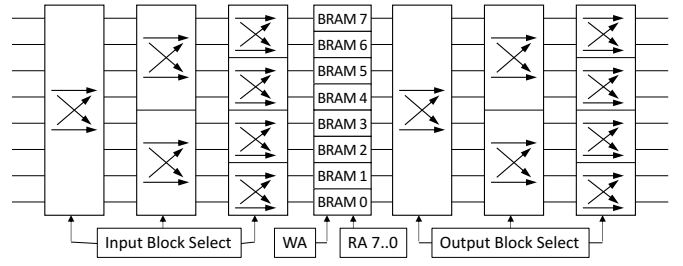 BRAM 7
BRAM 6
BRAM 5
BRAM 4
BRAM 3
BRAM 2
BRAM 1
BRAM 0
Input Block Select
WA
RA 7..0
Output Block Select